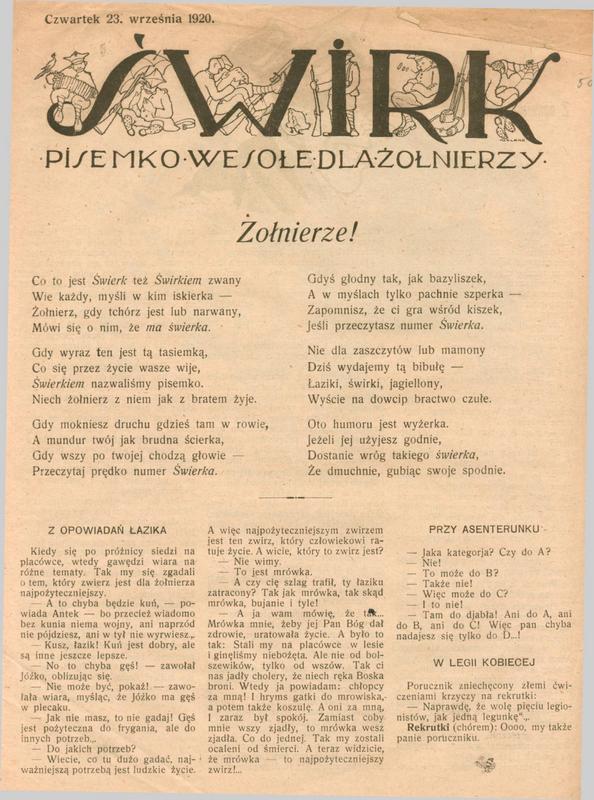 Czwartek 23. września 1920.
ŚWIRK
·PISEMKO·WESOŁE·DLA·ŻOŁNIERZY·
Żołnierze!
Co to jest Świerk też Świrkiem zwany
Wie każdy, myśli w kim iskierka —
Żołnierz, gdy tchórz jest lub narwany,
Mówi się o nim, że ma świerka.
Gdy wyraz ten jest tą tasiemką,
Co się przez życie wasze wije,
Świerkiem nazwaliśmy pisemko.
Niech żołnierz z niem jak z bratem żyje.
Gdy mokniesz druchu gdzieś tam w rowie,
A mundur twój jak brudna ścierka,
Gdy wszy po twojej chodzą głowie —
Przeczytaj prędko numer Świerka.
Gdyś głodny tak, jak bazyliszek,
A w myślach tylko pachnie szperka —
Zapomnisz, że ci gra wśród kiszek,
Jeśli przeczytasz numer Świerka.
Nie dla zaszczytów lub mamony
Dziś wydajemy tą bibułę —
Łaziki, świrki, jagiellony,
Wyście na dowcip bractwo czułe.
Oto humoru jest wyżerka.
Jeżeli jej użyjesz godnie,
Dostanie wróg takiego świerka,
Że dmuchnie, gubiąc swoje spodnie.
Z OPOWIADAŃ ŁAZIKA
Kiedy się po próżnicy siedzi na
placówce, wtedy gawędzi wiara na
różne tematy. Tak my się zgadali
o tem, który zwierz jest dla żołnierza
najpożyteczniejszy.
— A to chyba będzie kuń, — po-
wiada Antek — bo przecież wiadomo
bez kunia niema wojny, ani naprzód
nie pójdziesz, ani w tył nie wyrwiesz.„
— Kusz, łazik! Kuń jest dobry, ale
są inne jeszcze lepsze.
— No to chyba gęś! — zawołał
Jóźko, oblizując się.
— Nie może być, pokaż! — zawo-
łała wiara, myśląc, że Jóźko ma gęś
w plecaku.
— Jak nie masz, to nie gadaj! Gęś
jest pożyteczna do frygania, ale do
innych potrzeb..
— Do jakich potrzeb?
— Wiecie, co tu dużo gadać, naj-
ważniejszą potrzebą jest ludzkie życie.
A więc najpożyteczniejszym zwirzem
jest ten zwirz, który człowiekowi ra-
tuje życie. A wicie, który to zwirz jest?
— Nie wimy.
— To jest mrówka.
— A czy cię szlag trafił, ty łaziku
zatracony? Tak jak mrówka, tak skąd
mrówka, bujanie i tyle!
— A ja wam mówię, że tak...
Mrówka mnie, żeby jej Pan Bóg dał
zdrowie, uratowała życie. A było to
tak: Stali my na placówce w lesie
i ginęliśmy niebożęta. Ale nie od bol-
szewików, tylko od wszów. Tak ci
nas jadły cholery, że niech ręka Boska
broni. Wtedy ja powiadam: chłopcy
za mną! I hryms gatki do mrowiska,
a potem także koszulę. A oni za mną,
I zaraz był spokój. Zamiast coby
mnie wszy zjadły, to mrówka wesz
zjadła. Co do jednej. Tak my zostali
ocaleni od śmierci. A teraz widzicie,
że mrówka — to najpożyteczniejszy
zwirz!...
PRZY ASENTERUNKU
— Jaka kategorja? Czy do A?
— Nie!
— To może do B?
— Także nie!
— Więc może do C?
— I to nie!
— Tam do djabła! Ani do A, ani
do B, ani do C! Więc pan chyba
nadajesz się tylko do D..!
W LEGII KOBIECEJ
Porucznik zniechęcony złemi ćwi-
czeniami krzyczy na rekrutki:
— Naprawdę, że wolę pięciu legio-
nistów, jak jedną legunkę"„
Rekrutki (chórem): Oooo, my także
panie poruczniku.